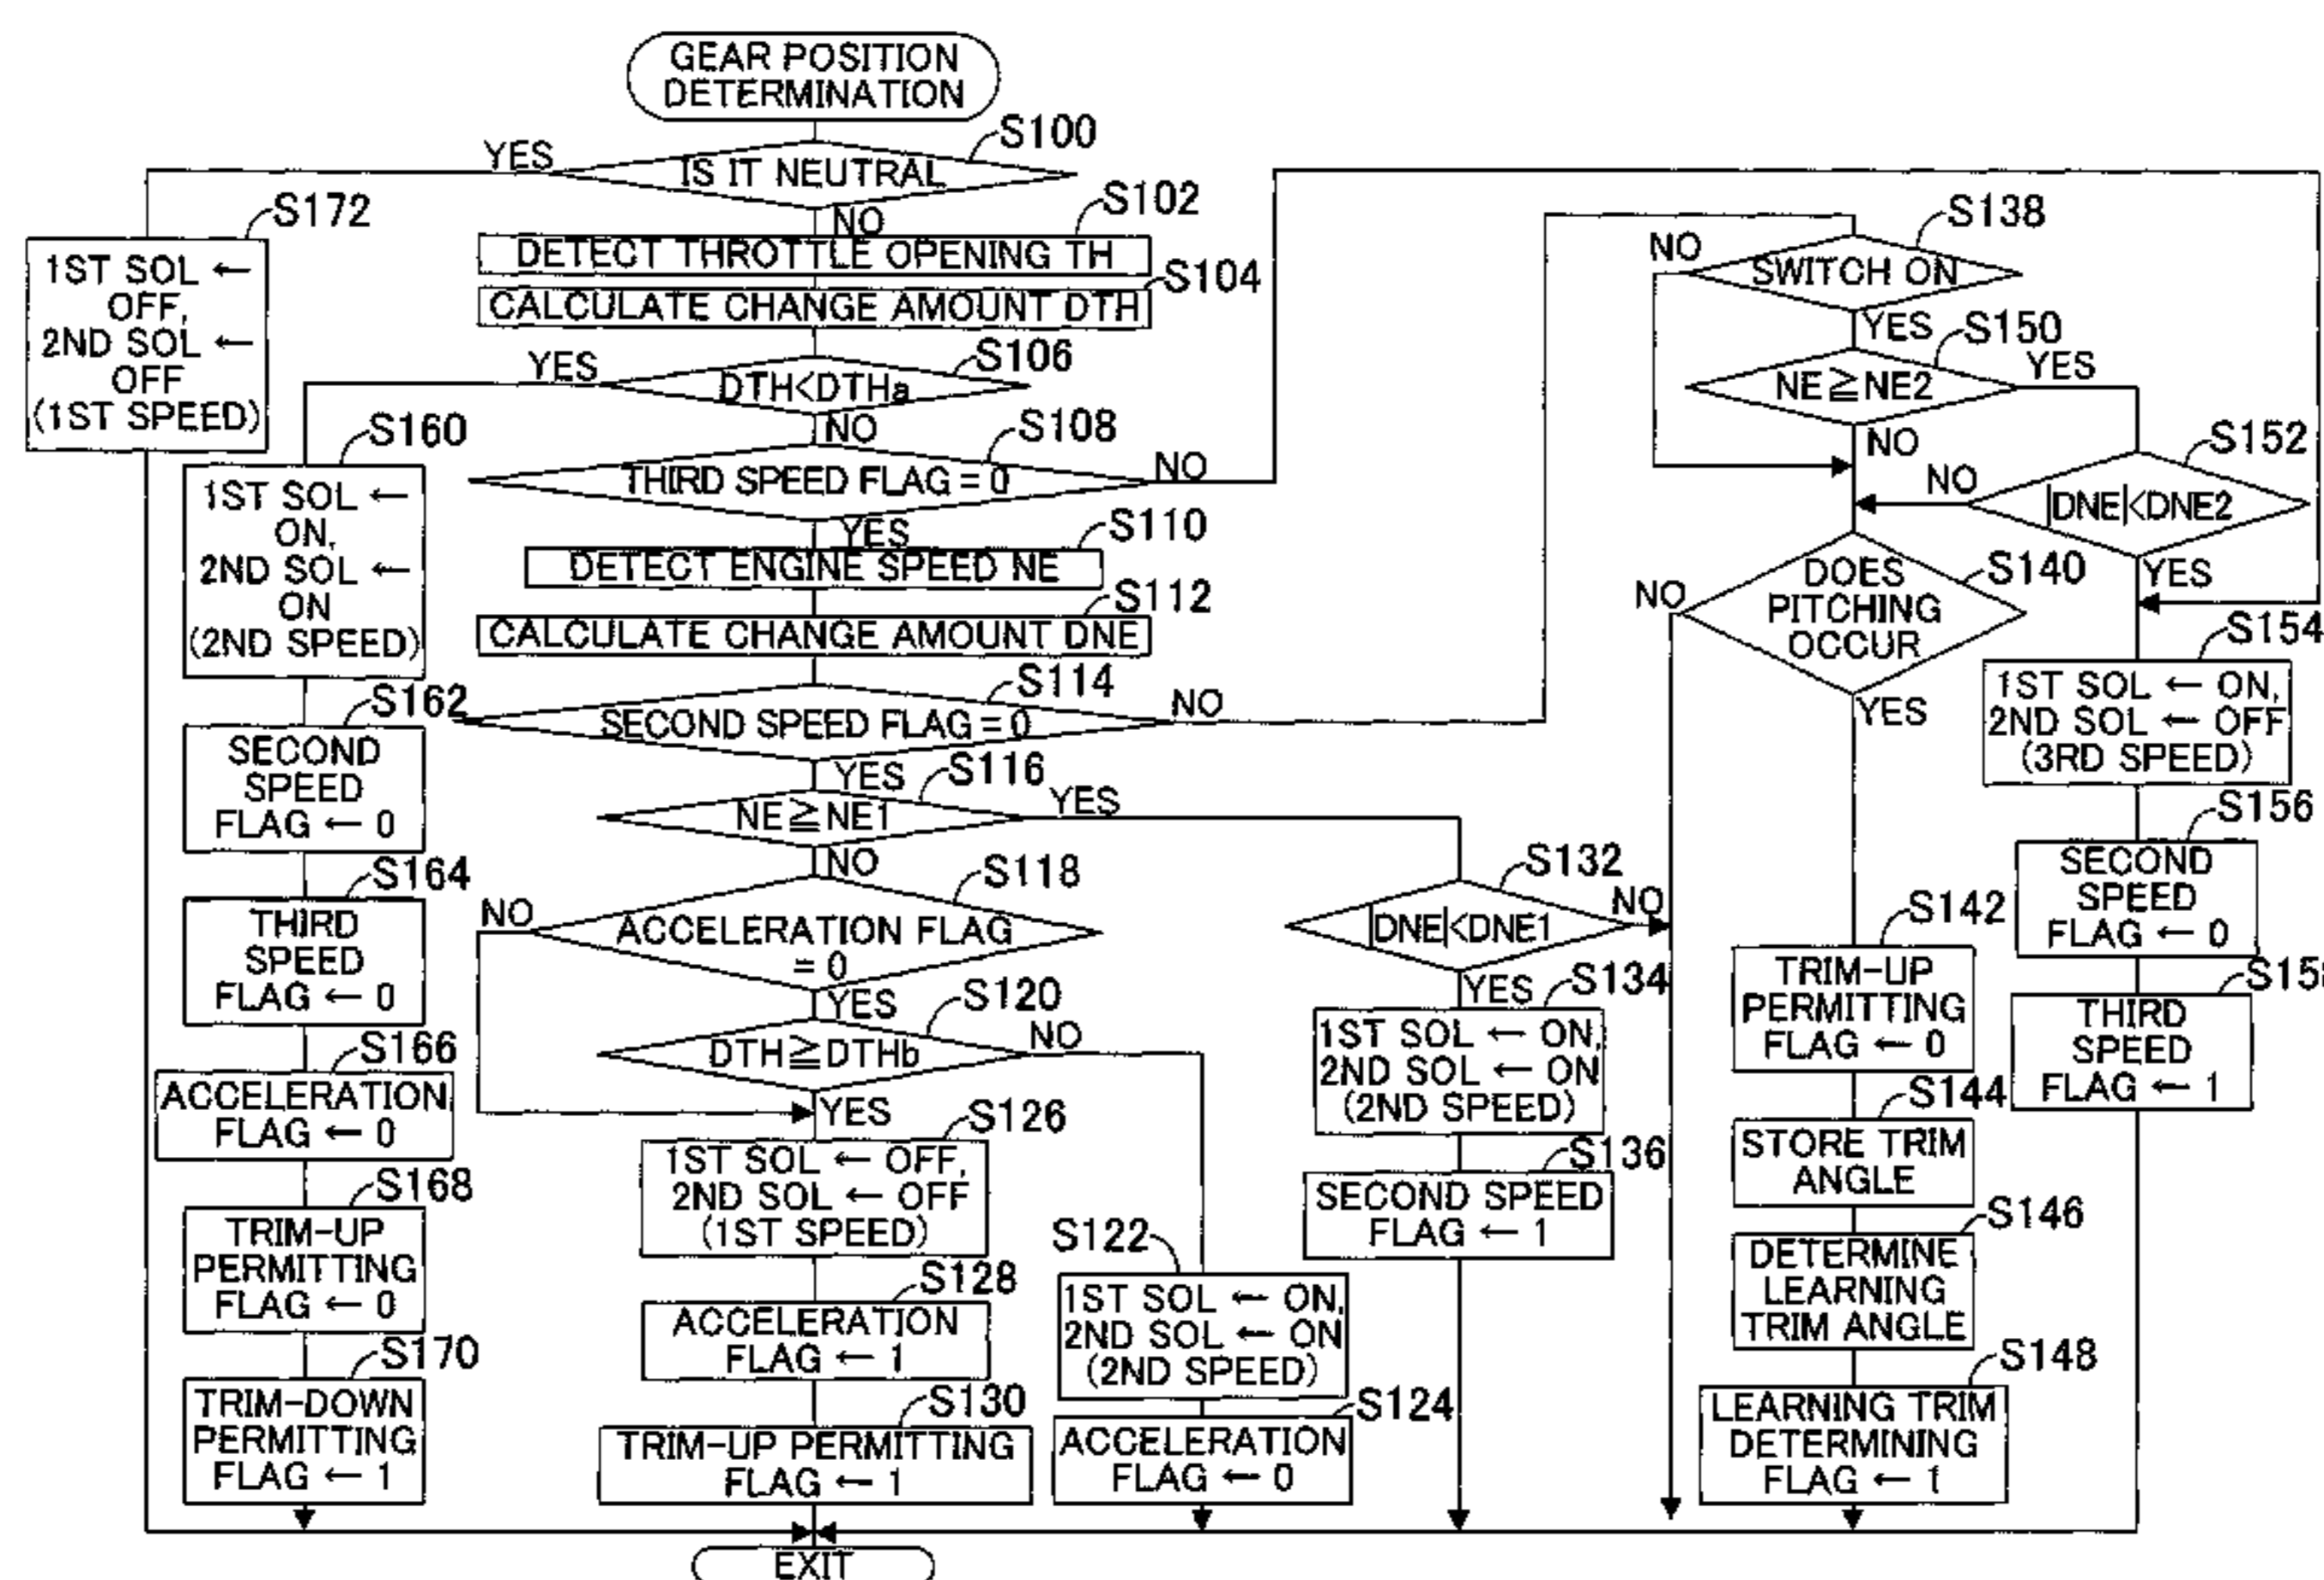 GEAR POSITION
DETERMINATION
S100
IS IT NEUTRAL
YES
NO
S172
1ST SOL ←
OFF,
2ND SOL ←
OFF
(1ST SPEED)
S102
DETECT THROTTLE OPENING TH
S104
CALCULATE CHANGE AMOUNT DTH
S106
DTH<DTHa
YES
NO
S160
1ST SOL ←
ON,
2ND SOL ←
ON
(2ND SPEED)
S162
SECOND
SPEED
FLAG ← 0
S164
THIRD
SPEED
FLAG ← 0
S166
ACCELERATION
FLAG ← 0
S168
TRIM-UP
PERMITTING
FLAG ← 0
S170
TRIM-DOWN
PERMITTING
FLAG ← 1
S108
THIRD SPEED FLAG = 0
NO
YES
S110
DETECT ENGINE SPEED NE
S112
CALCULATE CHANGE AMOUNT DNE
S114
SECOND SPEED FLAG = 0
NO
YES
S116
NE≧NE1
YES
NO
S118
ACCELERATION FLAG
= 0
NO
YES
S120
DTH≧DTHb
NO
YES
S126
1ST SOL ← OFF,
2ND SOL ← OFF
(1ST SPEED)
S128
ACCELERATION
FLAG ← 1
S130
TRIM-UP PERMITTING
FLAG ← 1
S122
1ST SOL ← ON,
2ND SOL ← ON
(2ND SPEED)
S124
ACCELERATION
FLAG ← 0
S132
|DNE|<DNE1
NO
YES
S134
1ST SOL ← ON,
2ND SOL ← ON
(2ND SPEED)
S136
SECOND SPEED
FLAG ← 1
S138
SWITCH ON
NO
YES
S150
NE≧NE2
YES
NO
S152
|DNE|<DNE2
NO
YES
S140
DOES
PITCHING
OCCUR
NO
YES
S142
TRIM-UP
PERMITTING
FLAG ← 0
S144
STORE TRIM
ANGLE
S146
DETERMINE
LEARNING
TRIM ANGLE
S148
LEARNING TRIM
DETERMINING
FLAG ← 1
S154
1ST SOL ← ON,
2ND SOL ← OFF
(3RD SPEED)
S156
SECOND
SPEED
FLAG ← 0
THIRD
SPEED
FLAG ← 1
EXIT